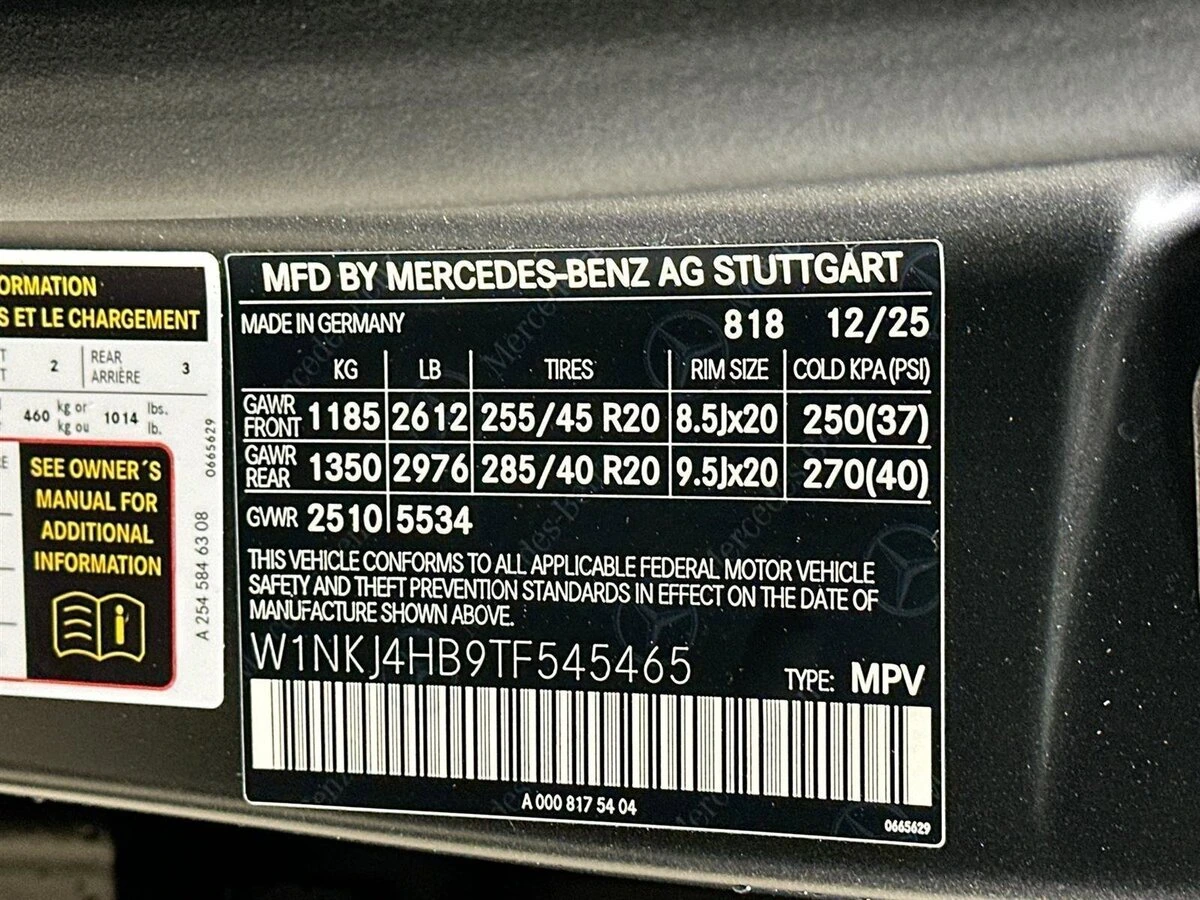 ORMATION
S ET LE CHARGEMENT
2 REAR ARRIÈRE 3
460 kg or kg ou 1014 lbs. lb.
SEE OWNER´S
MANUAL FOR
ADDITIONAL
INFORMATION
0665629
A 254 584 63 08
MFD BY MERCEDES-BENZ AG STUTTGART
MADE IN GERMANY 818 12/25
KG LB TIRES RIM SIZE COLD KPA (PSI)
GAWR FRONT 1185 2612 255/45 R20 8.5Jx20 250(37)
GAWR REAR 1350 2976 285/40 R20 9.5Jx20 270(40)
GVWR 2510 5534
THIS VEHICLE CONFORMS TO ALL APPLICABLE FEDERAL MOTOR VEHICLE
SAFETY AND THEFT PREVENTION STANDARDS IN EFFECT ON THE DATE OF
MANUFACTURE SHOWN ABOVE.
W1NKJ4HB9TF545465 TYPE: MPV
A 000 817 54 04
0665629